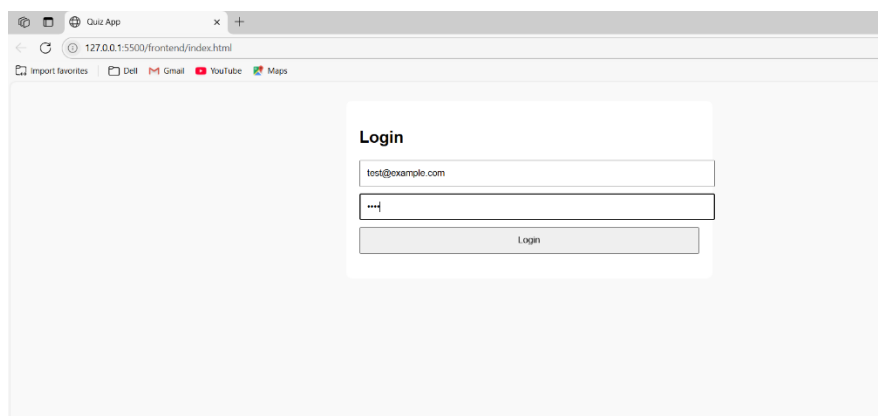 Quiz App
127.0.0.1:5500/frontend/index.html
Import favorites Dell Gmail YouTube Maps
Login
test@example.com
••••
Login